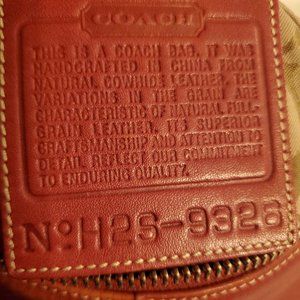 COACH
THIS IS A COACH BAG. IT WAS
HANDCRAFTED IN CHINA FROM
NATURAL COWHIDE LEATHER, THE
VARIATIONS IN THE GRAIN ARE
CHARACTERISTIC OF NATURAL FULL-
GRAIN LEATHER. ITS SUPERIOR
CRAFTSMANSHIP AND ATTENTION TO
DETAIL REFLECT OUR COMMITMENT
TO ENDURING QUALITY.
NºH2S-9326